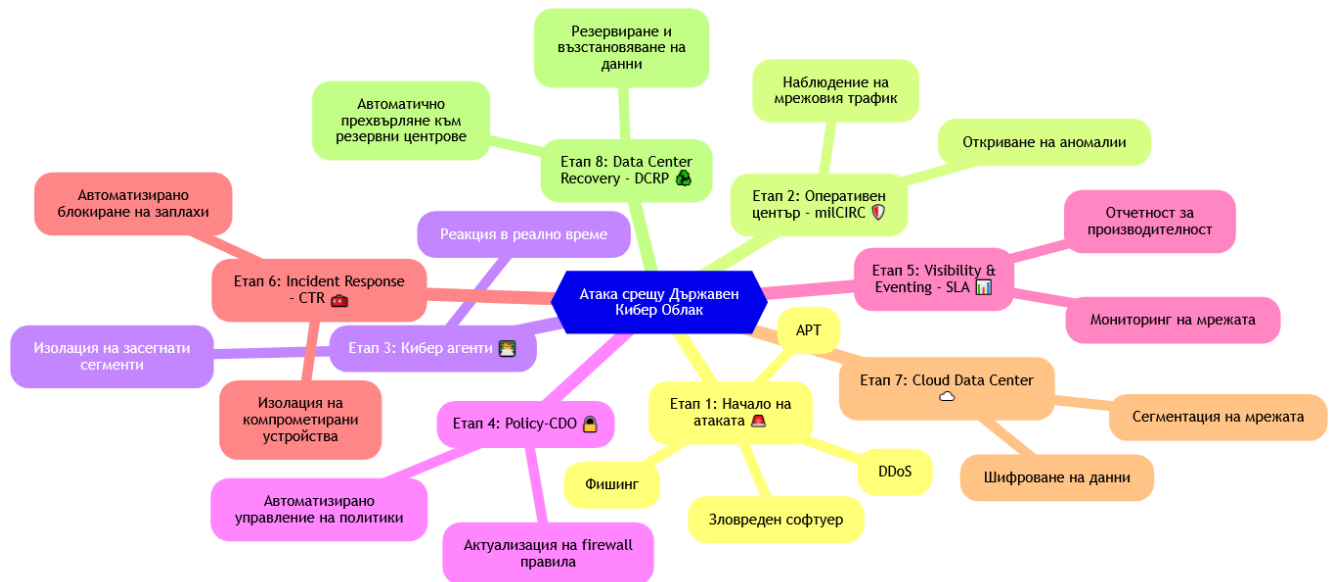 Резервиране и
възстановяване на
данни
Наблюдение на
мрежовия трафик
Автоматично
прехвърляне към
резервни центрове
Откриване на аномалии
Етап 8: Data Center
Recovery - DCRP
Етап 2: Оперативен
център - milCIRC
Автоматизирано
блокиране на заплахи
Реакция в реално време
Отчетност за
производителност
Етап 6: Incident Response
- CTR
Етап 5: Visibility &
Eventing - SLA
Атака срещу Държавен
Кибер Облак
Мониторинг на мрежата
APT
Изолация на засегнати
сегменти
Етап 3: Кибер агенти
Етап 7: Cloud Data Center
Етап 1: Начало на
атаката
Изолация на
компрометирани
устройства
Етап 4: Policy-CDO
Сегментация на мрежата
DDoS
Шифроване на данни
Фишинг
Автоматизирано
управление на политики
Зловреден софтуер
Актуализация на firewall
правила